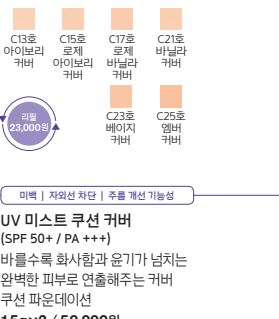 C13호 C15호 C17호 C21호
아이보리 로제 로제 바닐라
커버 아이보리 바닐라 커버
커버 커버
C23호 C25호
베이지 엠버
커버 커버
리필
23,000원
미백 | 자외선 차단 | 주름 개선 기능성
UV 미스트 쿠션 커버
(SPF 50+ / PA +++)
바를수록 화사함과 윤기가 넘치는
완벽한 피부로 연출해주는 커버
쿠션 파운데이션